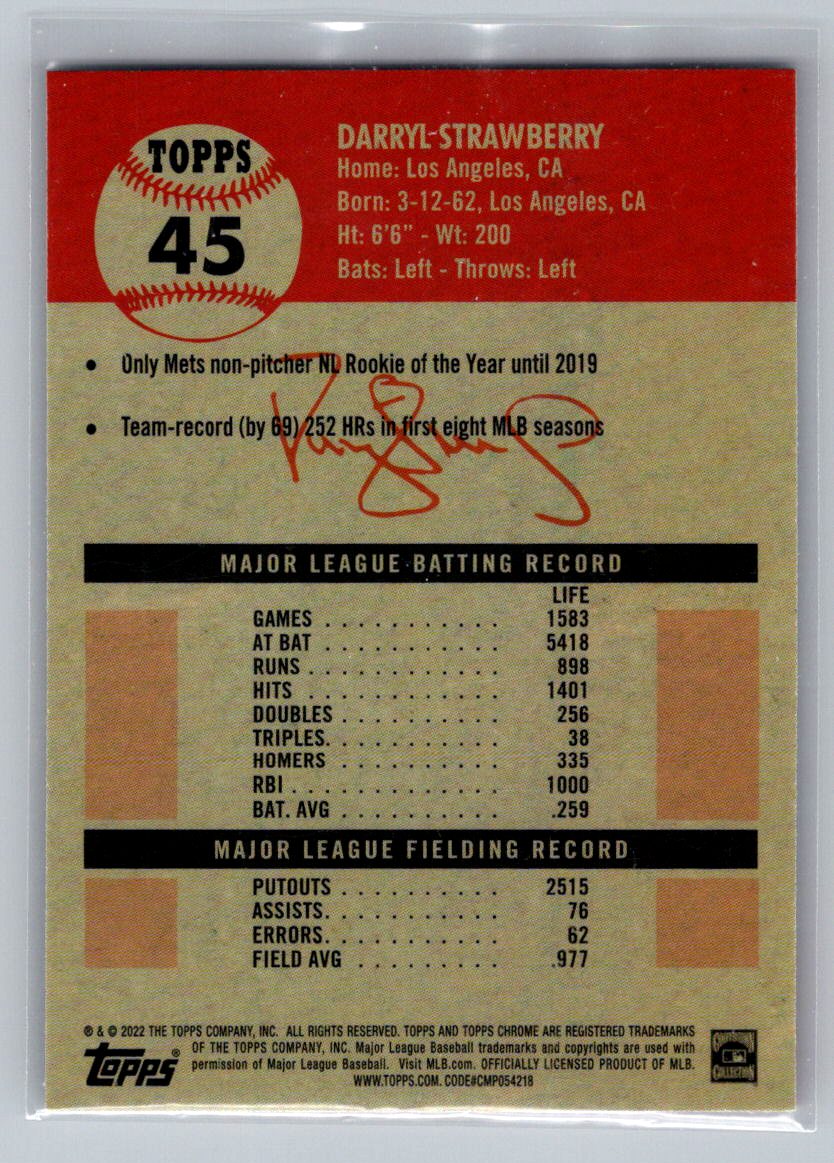 TOPPS
45
DARRYL STRAWBERRY
Home: Los Angeles, CA
Born: 3-12-62, Los Angeles, CA
Ht: 6'6" - Wt: 200
Bats: Left - Throws: Left
• Only Mets non-pitcher NL Rookie of the Year until 2019
• Team-record (by 69) 252 HRs in first eight MLB seasons
MAJOR LEAGUE BATTING RECORD
LIFE
GAMES . . . . . . . . . . . 1583
AT BAT . . . . . . . . . . . 5418
RUNS . . . . . . . . . . . . 898
HITS . . . . . . . . . . . . 1401
DOUBLES . . . . . . . . . . 256
TRIPLES. . . . . . . . . . . 38
HOMERS . . . . . . . . . . 335
RBI . . . . . . . . . . . . . 1000
BAT. AVG . . . . . . . . . . .259
MAJOR LEAGUE FIELDING RECORD
PUTOUTS . . . . . . . . . . 2515
ASSISTS. . . . . . . . . . . 76
ERRORS. . . . . . . . . . . 62
FIELD AVG . . . . . . . . . .977
® & © 2022 THE TOPPS COMPANY, INC. ALL RIGHTS RESERVED. TOPPS AND TOPPS CHROME ARE REGISTERED TRADEMARKS
OF THE TOPPS COMPANY, INC. Major League Baseball trademarks and copyrights are used with
permission of Major League Baseball. Visit MLB.com. OFFICIALLY LICENSED PRODUCT OF MLB.
WWW.TOPPS.COM. CODE#CMP054218
topps®
COOPERSTOWN
COLLECTION